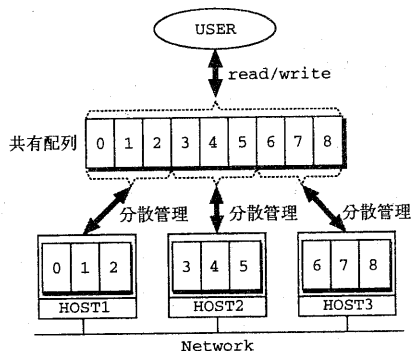 USER
read/write
共有配列 0 1 2 3 4 5 6 7 8
分散管理 分散管理 分散管理
0 1 2 3 4 5 6 7 8
HOST1 HOST2 HOST3
Network